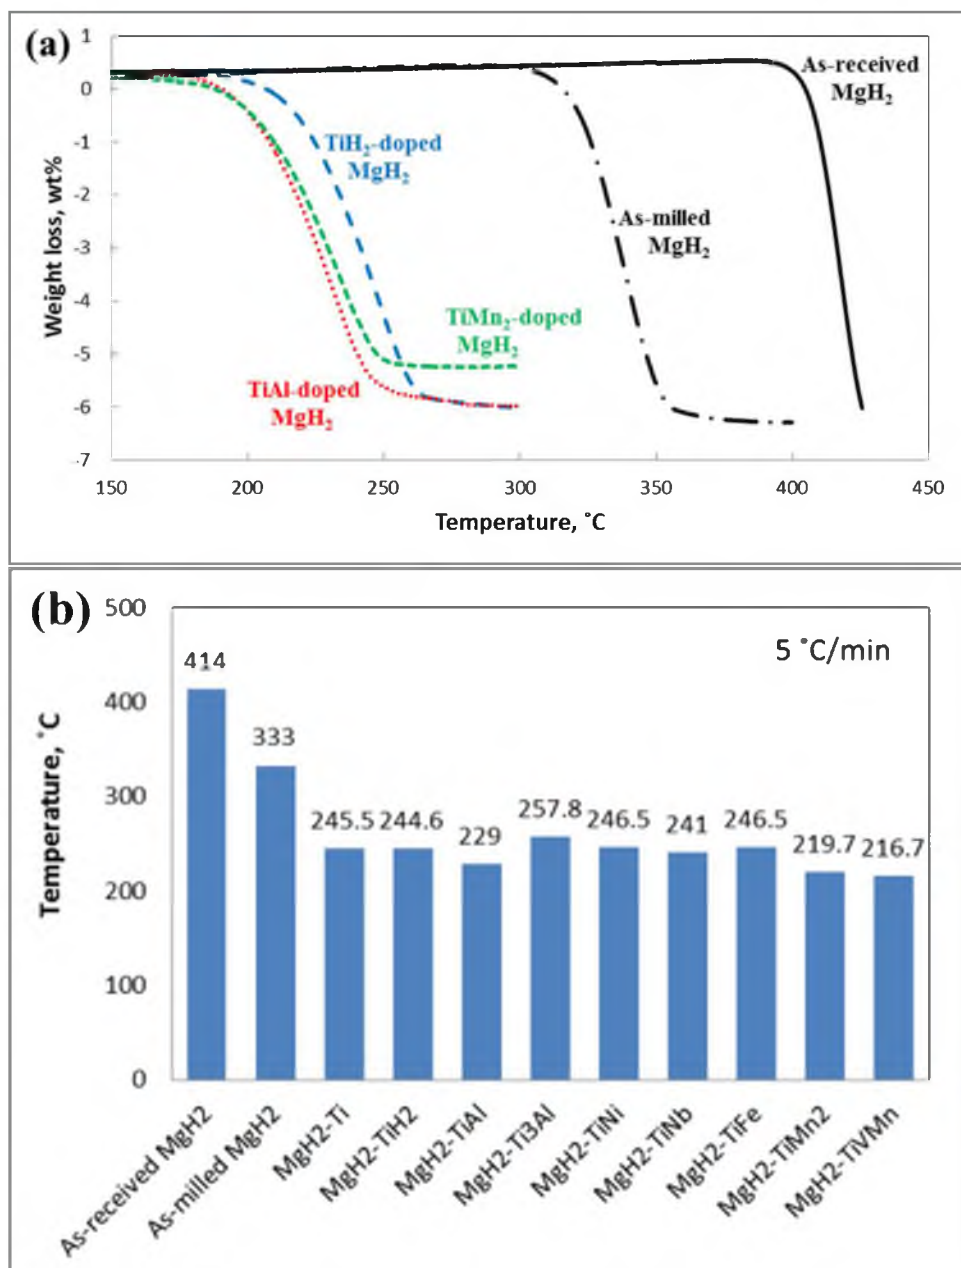 (a)
1
0
-1
-2
-3
-4
-5
-6
-7
Weight loss, wt%
As-received
MgH₂
TiH₂-doped
MgH₂
As-milled
MgH₂
TiMn₂-doped
MgH₂
TiAl-doped
MgH₂
150 200 250 300 350 400 450
Temperature, °C
(b)
500
400
300
200
100
0
Temperature, °C
5 °C/min
414
333
245.5
244.6
229
257.8
246.5
241
246.5
219.7
216.7
As-received MgH2
As-milled MgH2
MgH2-Ti
MgH2-TiH2
MgH2-TiAl
MgH2-Ti3Al
MgH2-TiNi
MgH2-TiNb
MgH2-TiFe
MgH2-TiMn2
MgH2-TiVMn